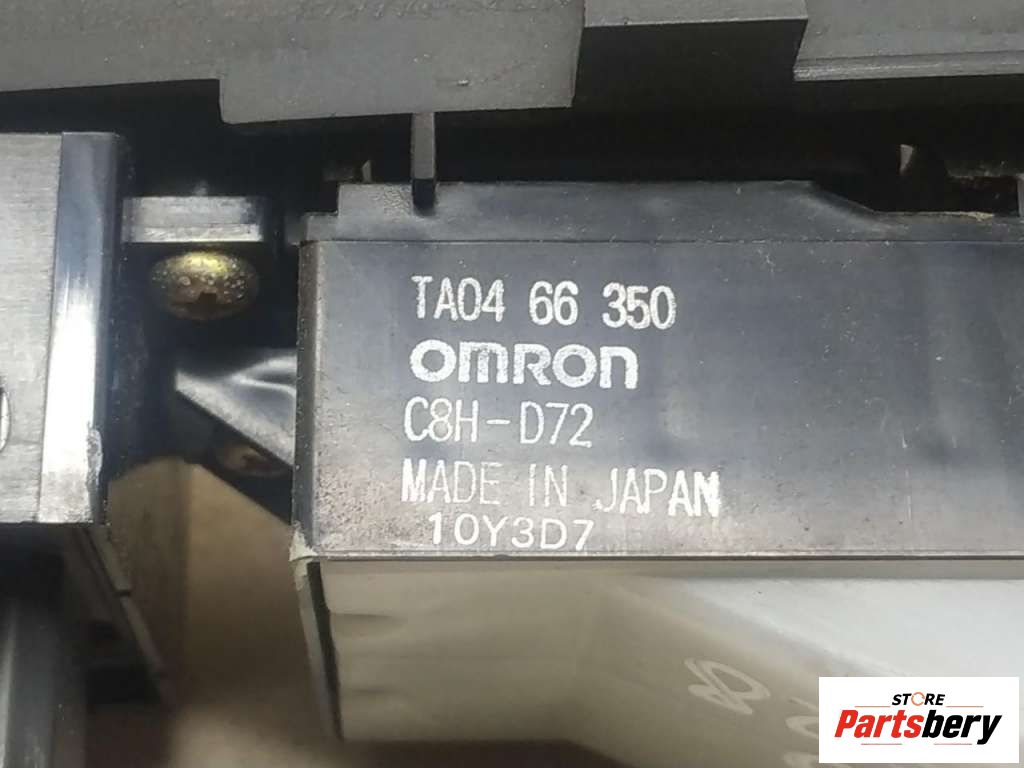 TA04 66 350
omron
C8H-D72
MADE IN JAPAN
10Y3D7
STORE
Partsbery